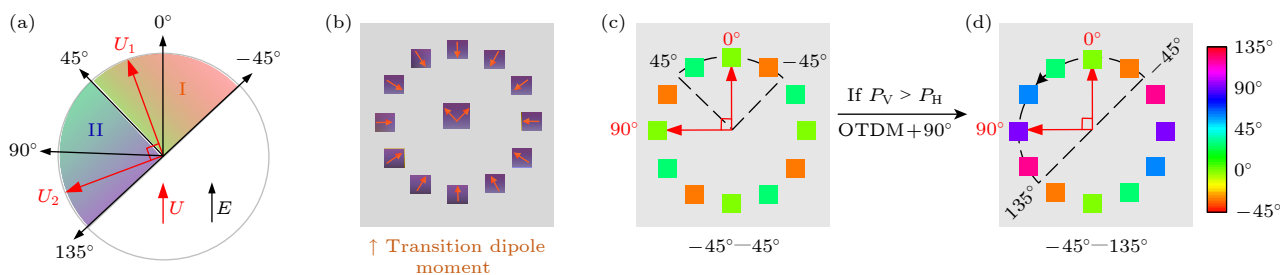 (a)
0°
45°
−45°
U1
I
II
90°
U2
U
E
135°
(b)
↑ Transition dipole
moment
(c)
0°
45°
−45°
90°
−45°—45°
If PV > PH
OTDM+90°
(d)
0°
−45°
90°
135°
−45°—135°
135°
90°
45°
0°
−45°